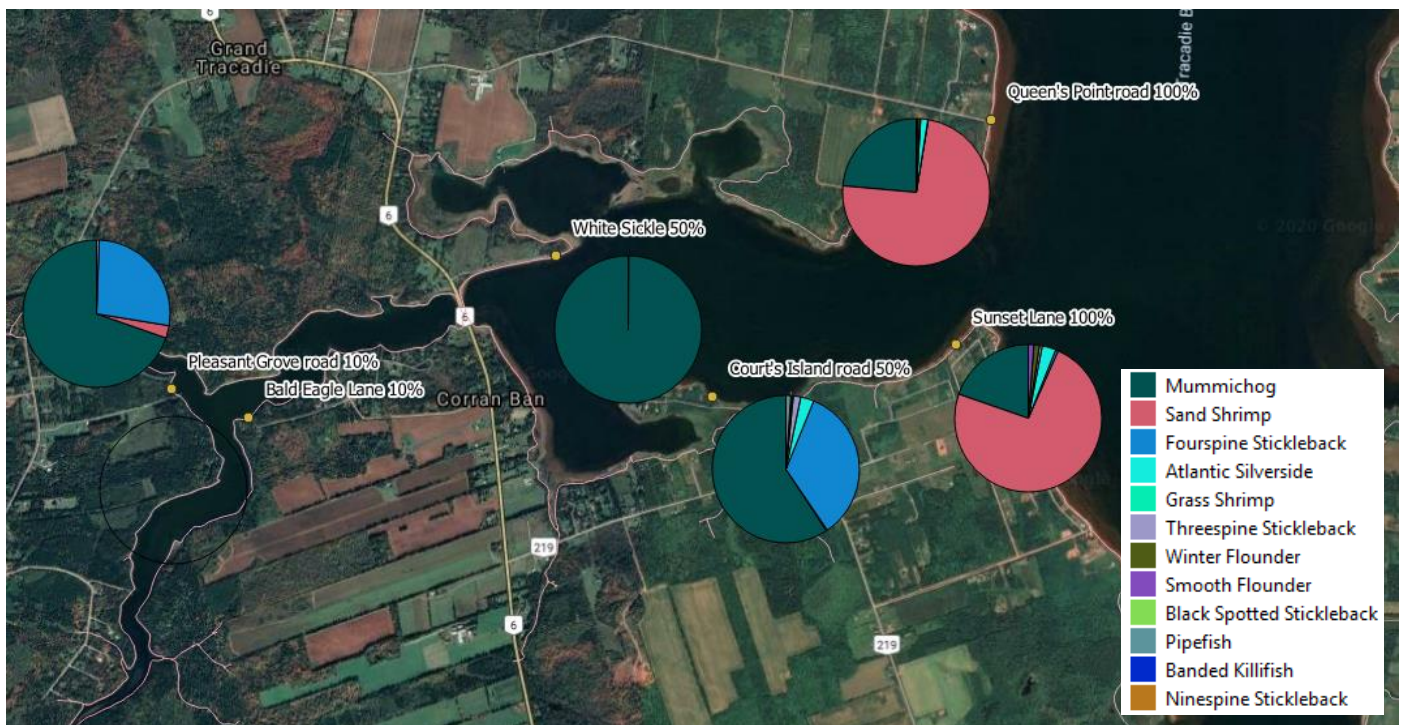 6
Grand
Tracadie
Tracadie B
Queen's Point road 100%
6
White Sickle 50%
© 2020 Google
6
Sunset Lane 100%
Pleasant Grove road 10%
Court's Island road 50%
Bald Eagle Lane 10%
Corran Ban
219
6
219
Mummichog
Sand Shrimp
Fourspine Stickleback
Atlantic Silverside
Grass Shrimp
Threespine Stickleback
Winter Flounder
Smooth Flounder
Black Spotted Stickleback
Pipefish
Banded Killifish
Ninespine Stickleback